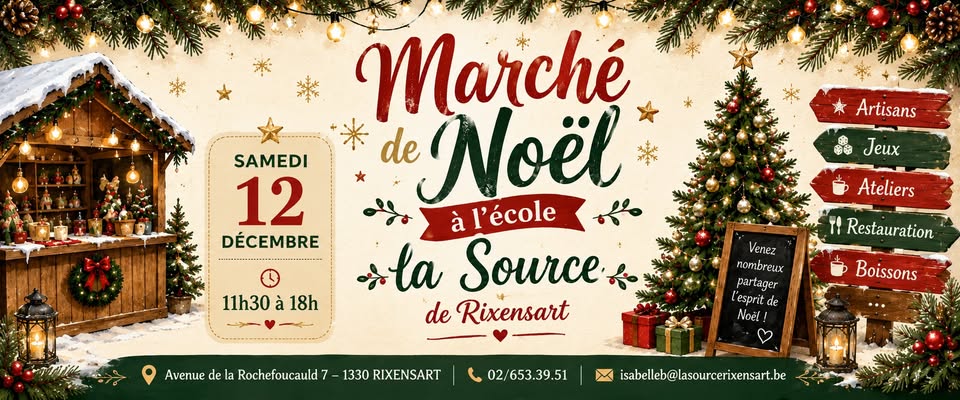 Marché
de Noël
à l'école
la Source
de Rixensart
SAMEDI
12
DÉCEMBRE
11h30 à 18h
Artisans
Jeux
Ateliers
Restauration
Boissons
Venez
nombreux
partager
l'esprit de
Noël !
Avenue de la Rochefoucauld 7 – 1330 RIXENSART
02/653.39.51
isabelleb@lasourcerixensart.be